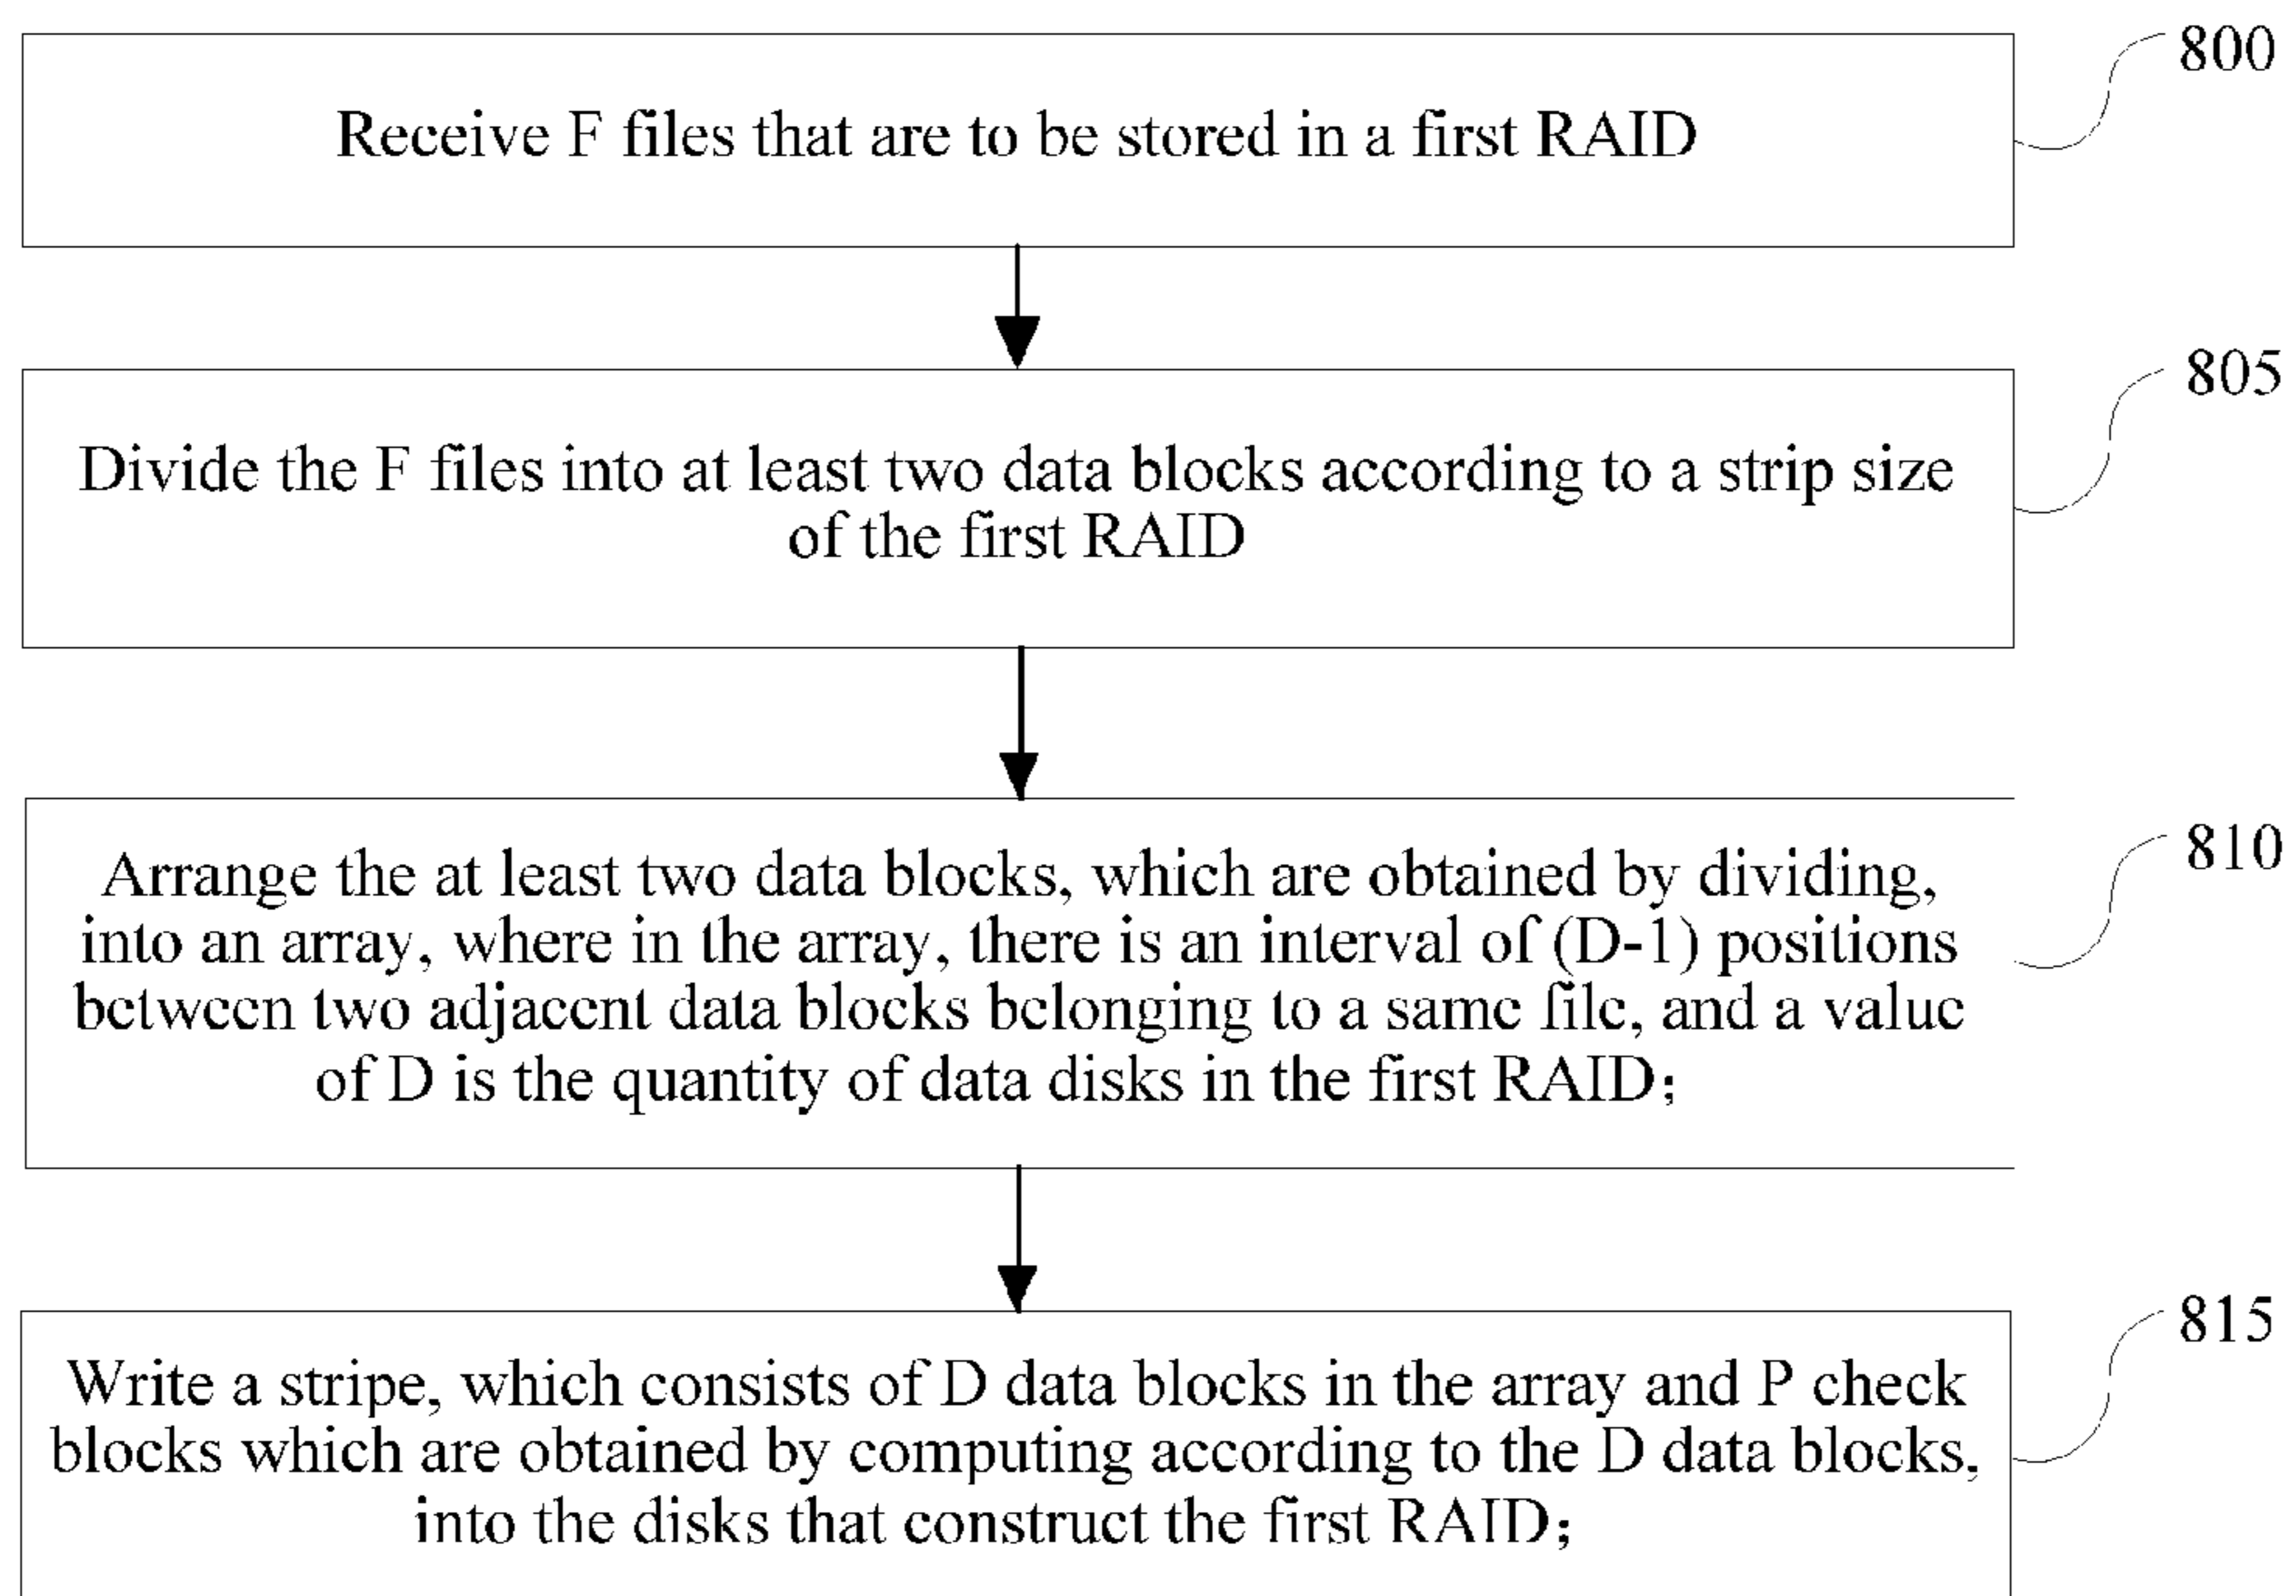 800
Receive F files that are to be stored in a first RAID
805
Divide the F files into at least two data blocks according to a strip size
of the first RAID
810
Arrange the at least two data blocks, which are obtained by dividing,
into an array, where in the array, there is an interval of (D-1) positions
between two adjacent data blocks belonging to a same file, and a value
of D is the quantity of data disks in the first RAID;
815
Write a stripe, which consists of D data blocks in the array and P check
blocks which are obtained by computing according to the D data blocks,
into the disks that construct the first RAID;